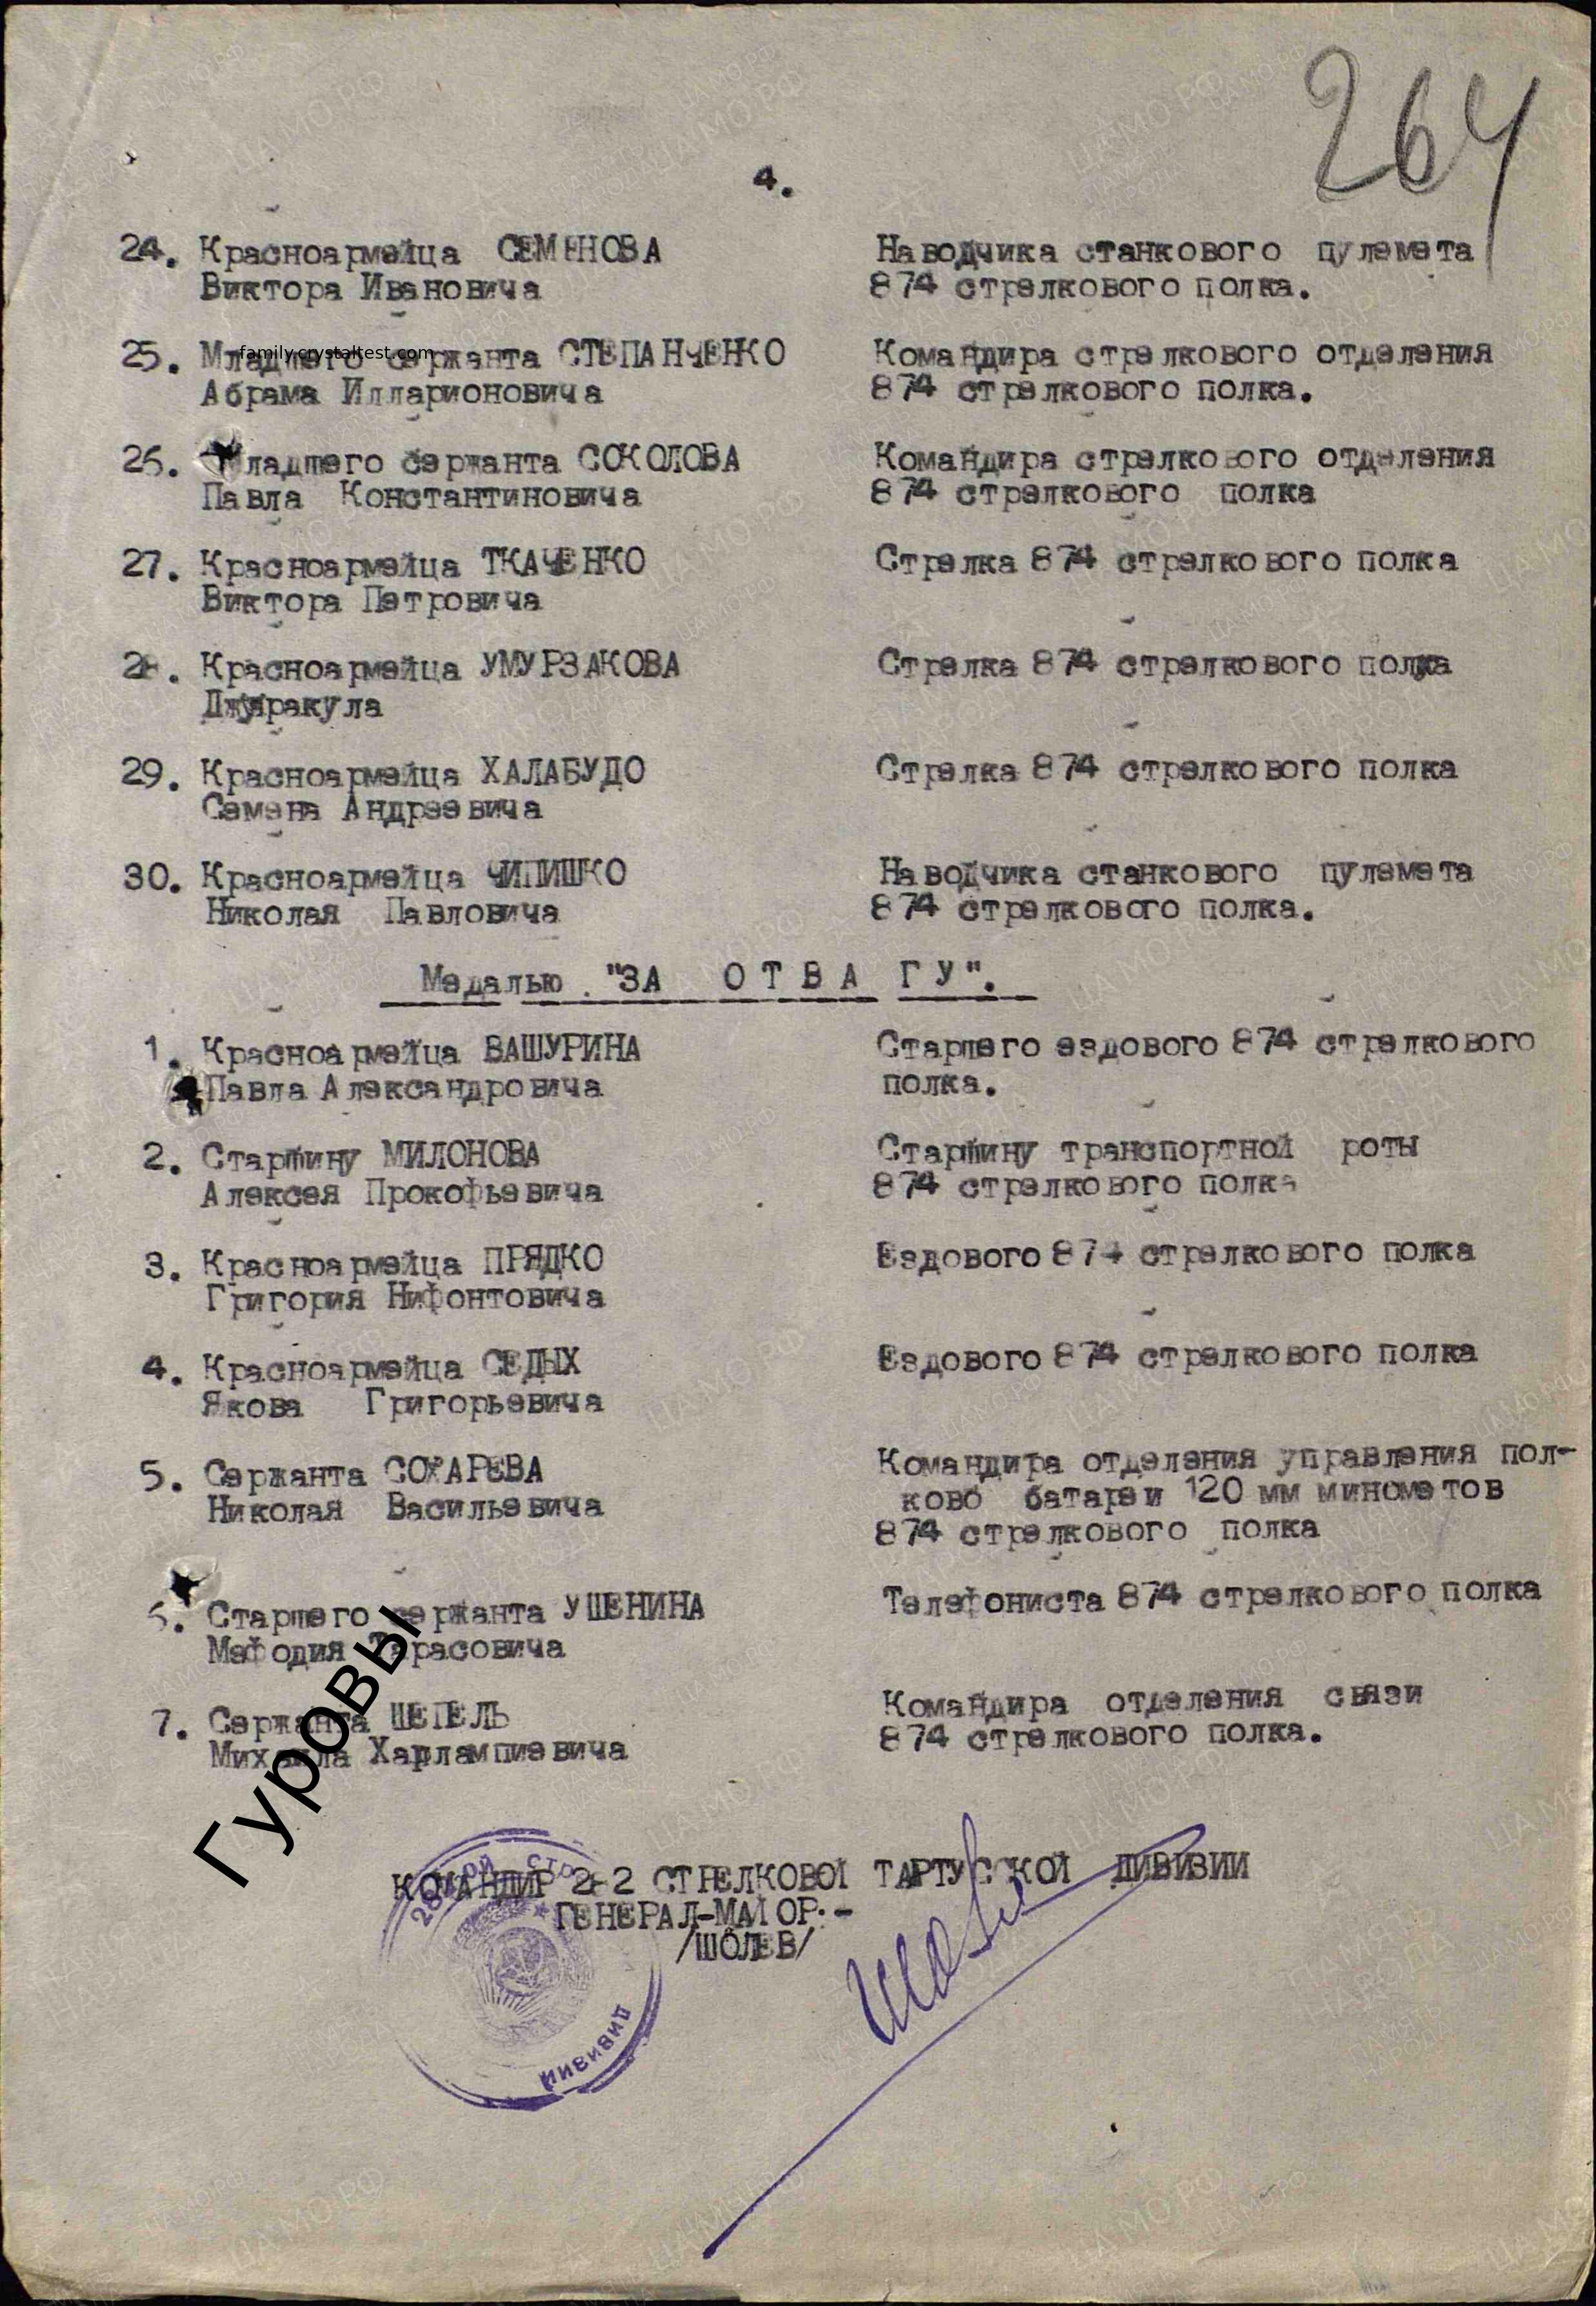 264
4.
24. Красноармейца СЕМЕНОВА Наводчика станкового пулемета
Виктора Ивановича 874 стрелкового полка.
25. Младшего сержанта СТЕПАНЧЕНКО Командира стрелкового отделения
family.crystaltest.com
Абрама Илларионовича 874 стрелкового полка.
26. Младшего сержанта СОКОЛОВА Командира стрелкового отделения
Павла Константиновича 874 стрелкового полка
27. Красноармейца ТКАЧЕНКО Стрелка 874 стрелкового полка
Виктора Петровича
28. Красноармейца УМУРЗАКОВА Стрелка 874 стрелкового полка
Джуракула
29. Красноармейца ХАЛАБУДО Стрелка 874 стрелкового полка
Семена Андреевича
30. Красноармейца ЧИПИШКО Наводчика станкового пулемета
Николая Павловича 874 стрелкового полка.
Медалью "ЗА ОТВАГУ".
1. Красноармейца ВАШУРИНА Старшего ездового 874 стрелкового
Павла Александровича полка.
2. Старшину МИЛОНОВА Старшину транспортной роты
Алексея Прокофьевича 874 стрелкового полка
3. Красноармейца ПРЯДКО Ездового 874 стрелкового полка
Григория Нифонтовича
4. Красноармейца СЕДЫХ Ездового 874 стрелкового полка
Якова Григорьевича
5. Сержанта СОХАРЕВА Командира отделения управления пол-
Николая Васильевича ково батареи 120 мм минометов
874 стрелкового полка
6. Старшего сержанта УШЕНИНА Телефониста 874 стрелкового полка
Мефодия Тарасовича
7. Сержанта ШЕПЕЛЬ Командира отделения связи
Михаила Харлампиевича 874 стрелкового полка.
Гуровы
КОМАНДИР 282 СТРЕЛКОВОЙ ТАРТУССКОЙ ДИВИЗИИ
ГЕНЕРАЛ-МАЙОР:-
/ШОЛЕВ/
дивизии